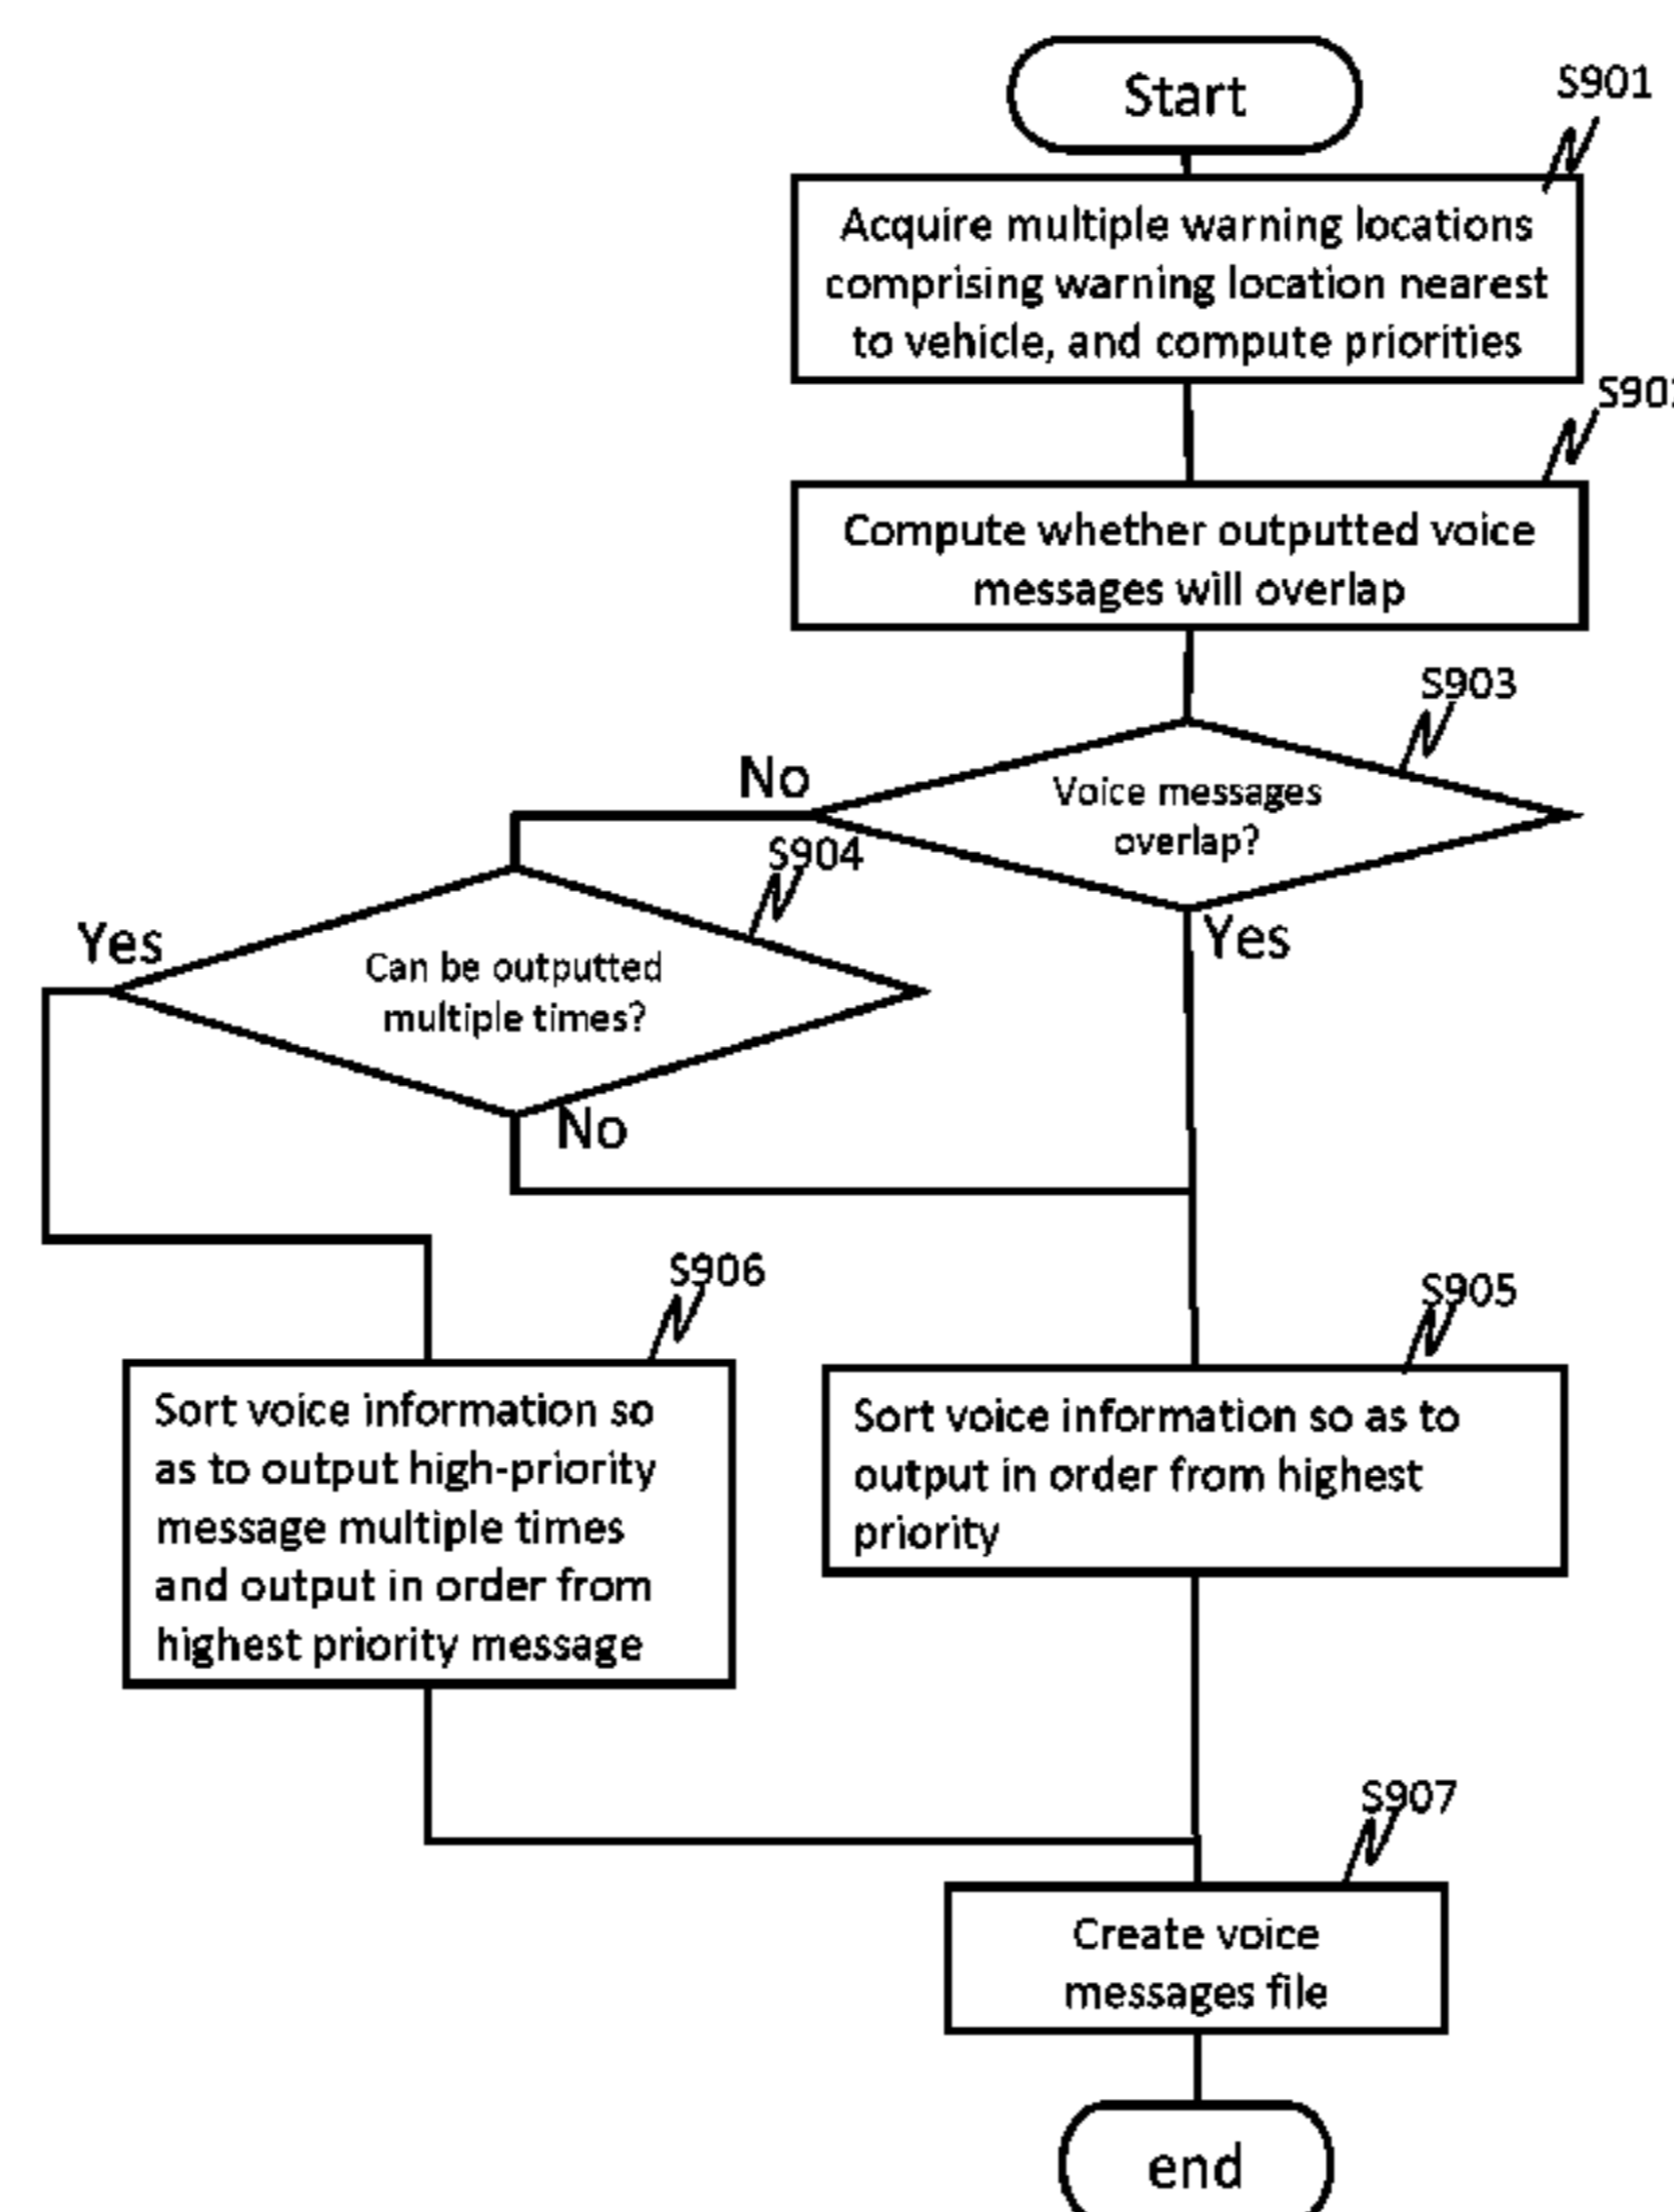 Start
S901
Acquire multiple warning locations
comprising warning location nearest
to vehicle, and compute priorities
Compute whether outputted voice
messages will overlap
S903
Voice messages
overlap?
No
Yes
S904
Can be outputted
multiple times?
Yes
No
S906
Sort voice information so
as to output high-priority
message multiple times
and output in order from
highest priority message
S905
Sort voice information so as to
output in order from highest
priority
S907
Create voice
messages file
end